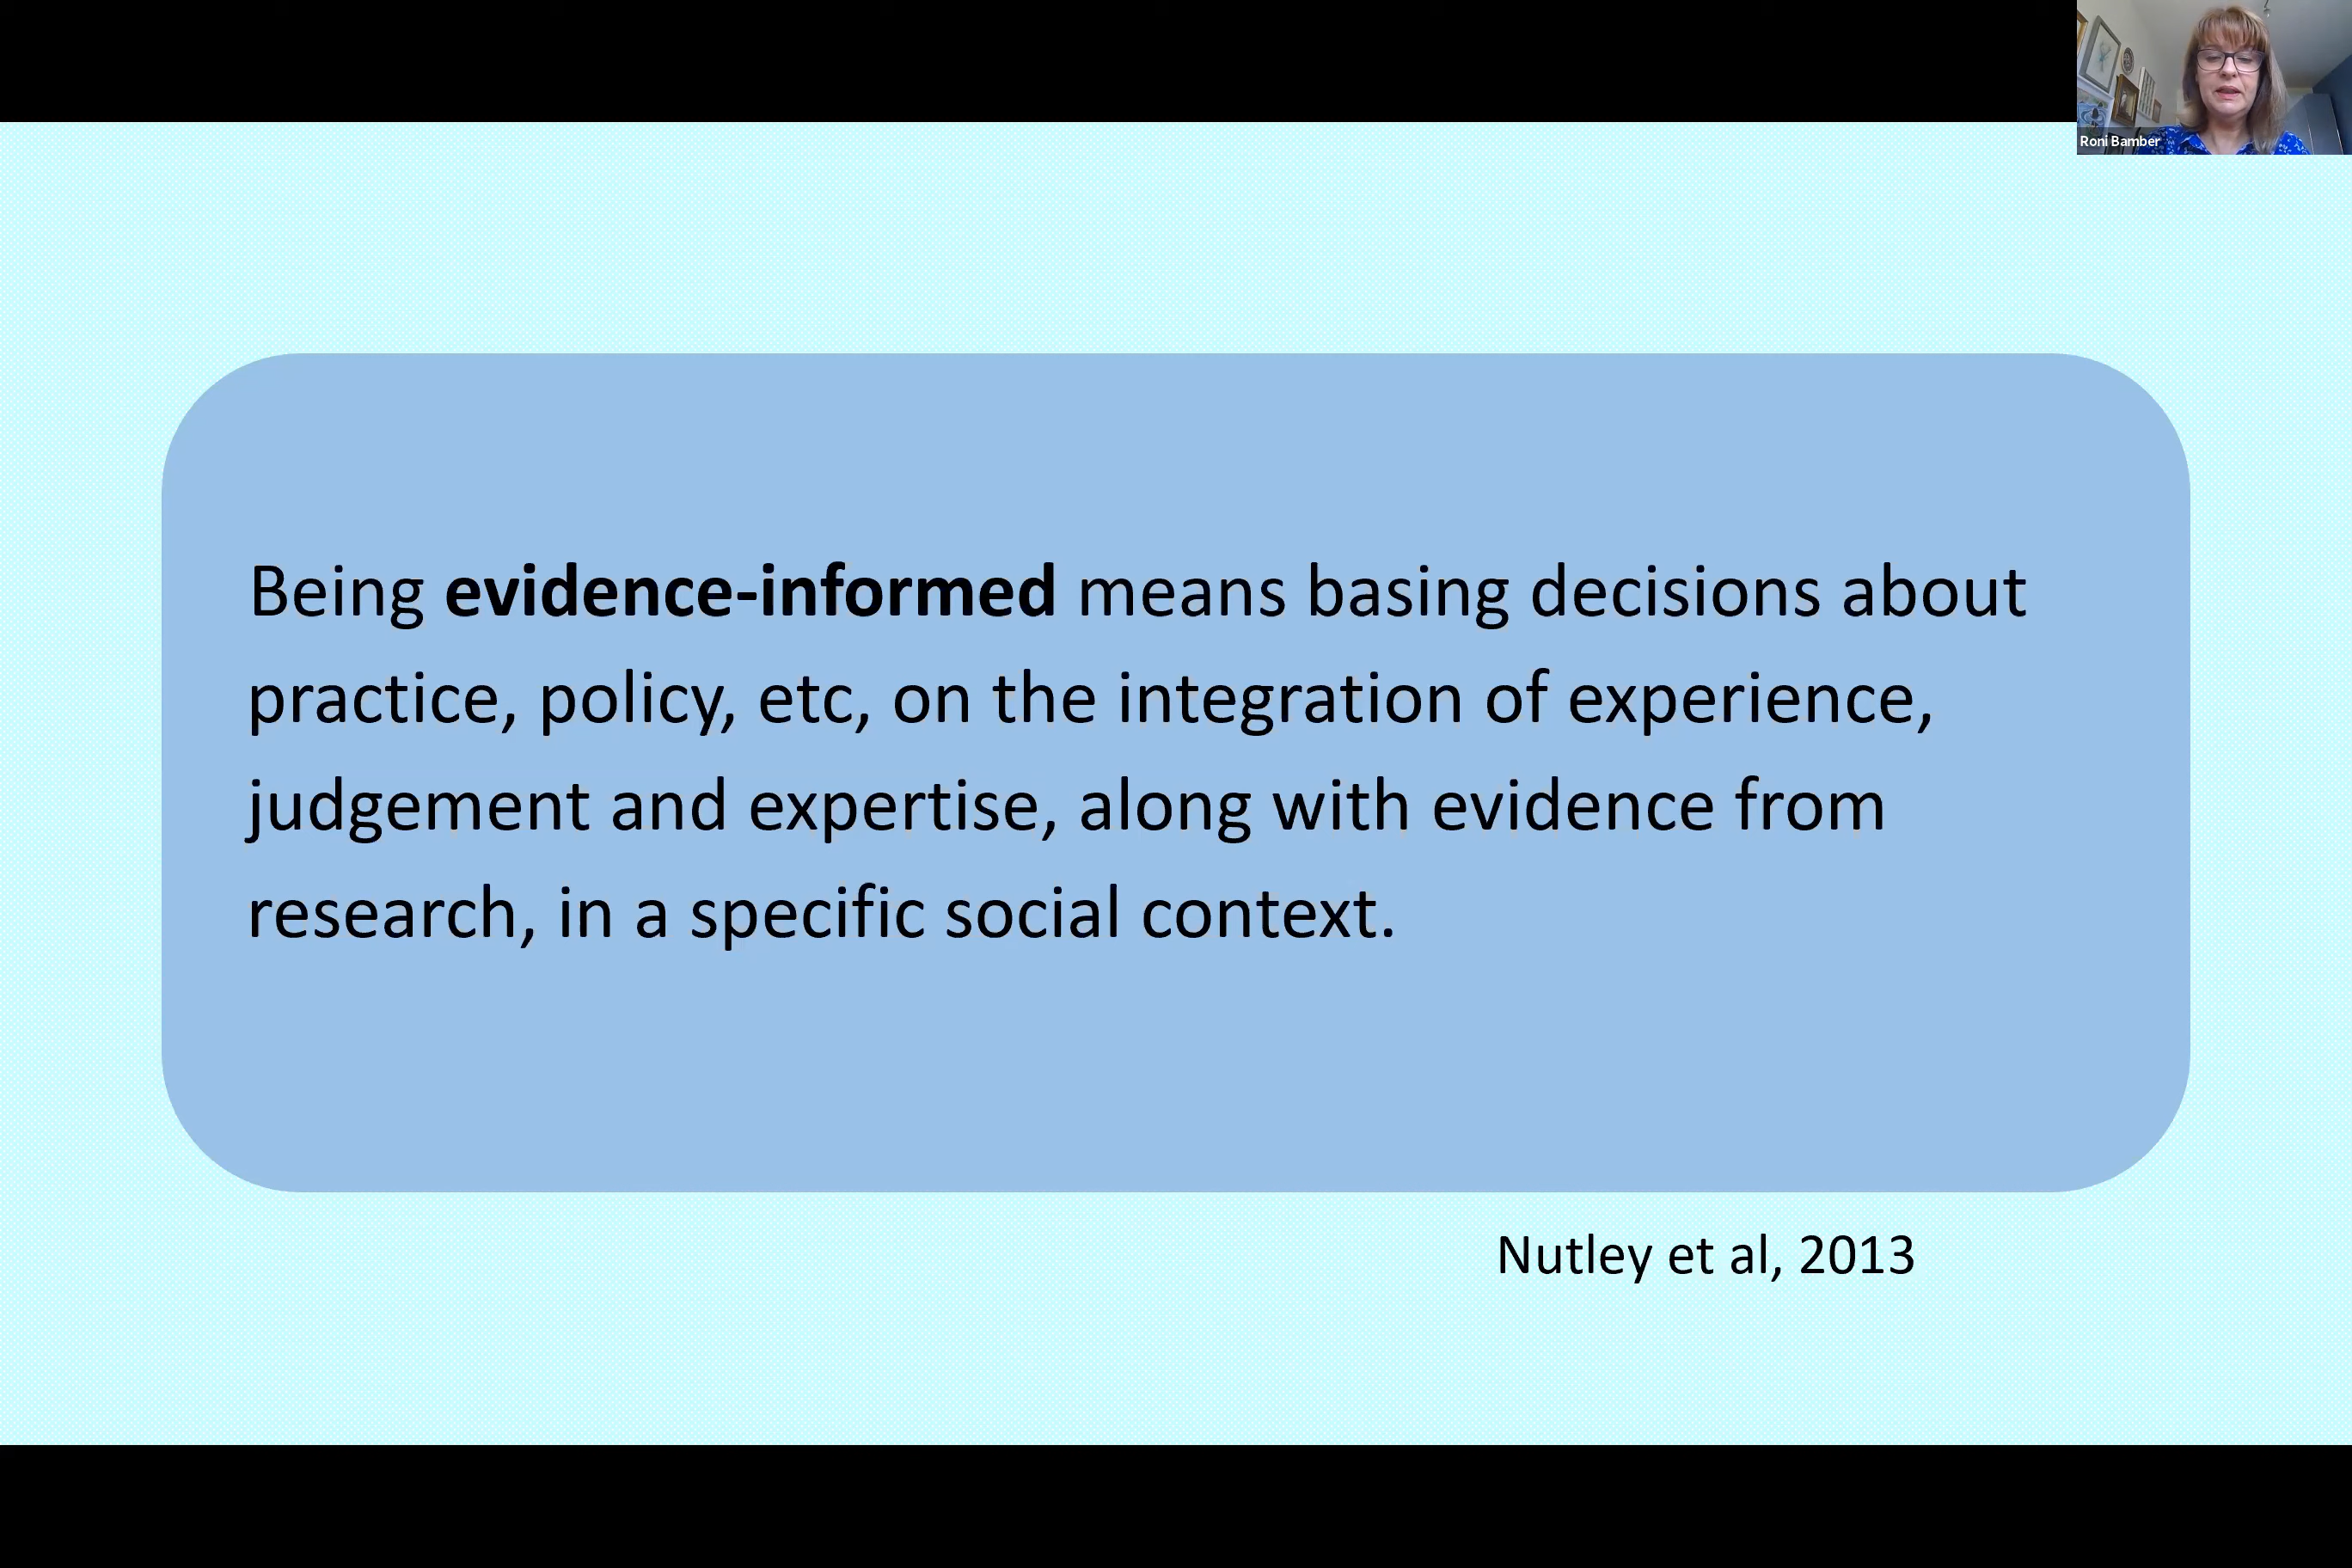 Roni Bamber
Being evidence-informed means basing decisions about
practice, policy, etc, on the integration of experience,
judgement and expertise, along with evidence from
research, in a specific social context.
Nutley et al, 2013